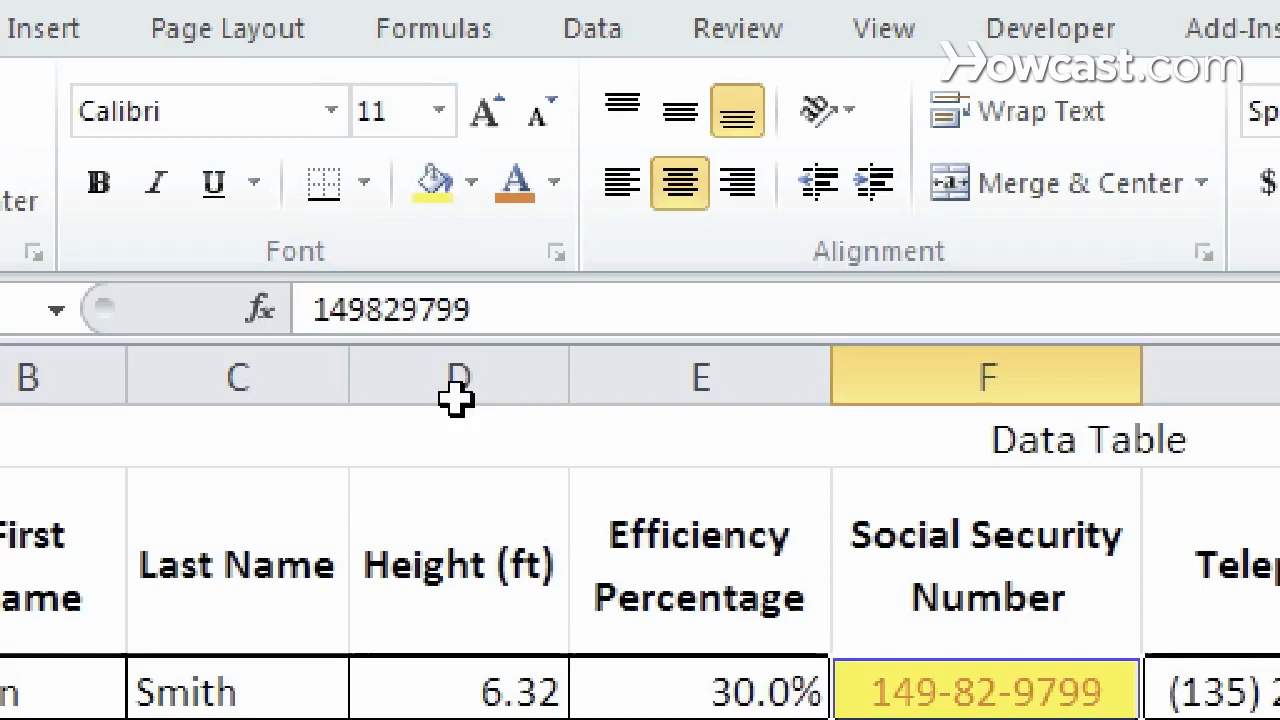 Insert Page Layout Formulas Data Review View Developer Add-Ins
Howcast.com
Calibri 11 A A Wrap Text Sp
B I U A Merge & Center $
ter
Font Alignment
fx 149829799
B C D E F
Data Table
First Name Last Name Height (ft) Efficiency Percentage Social Security Number Telep
n Smith 6.32 30.0% 149-82-9799 (135) 2